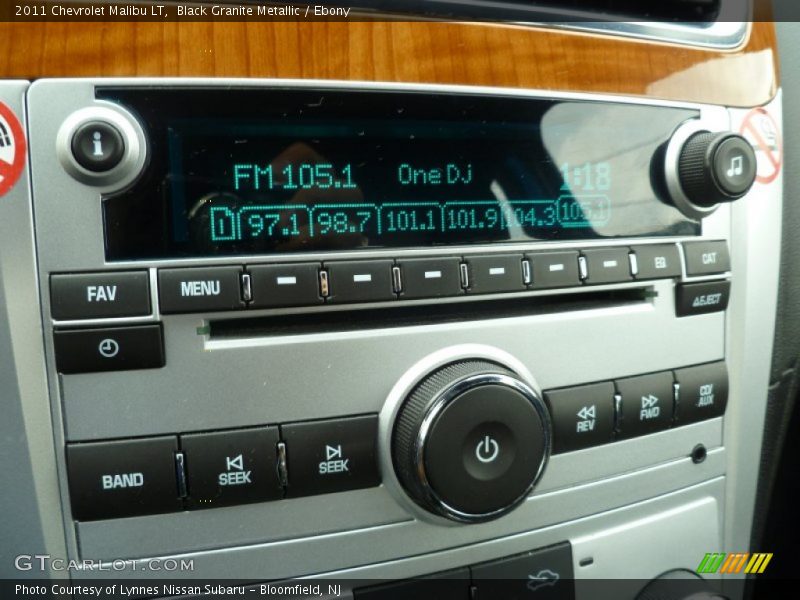 2011 Chevrolet Malibu LT,  Black Granite Metallic / Ebony
i
FM 105.1 One DJ 1:18
1 97.1 98.7 101.1 101.9 104.3 105.1
FAV MENU EQ CAT
EJECT
BAND SEEK SEEK REV FWD CD/AUX
GTCarLot.com
Photo Courtesy of Lynnes Nissan Subaru - Bloomfield, NJ